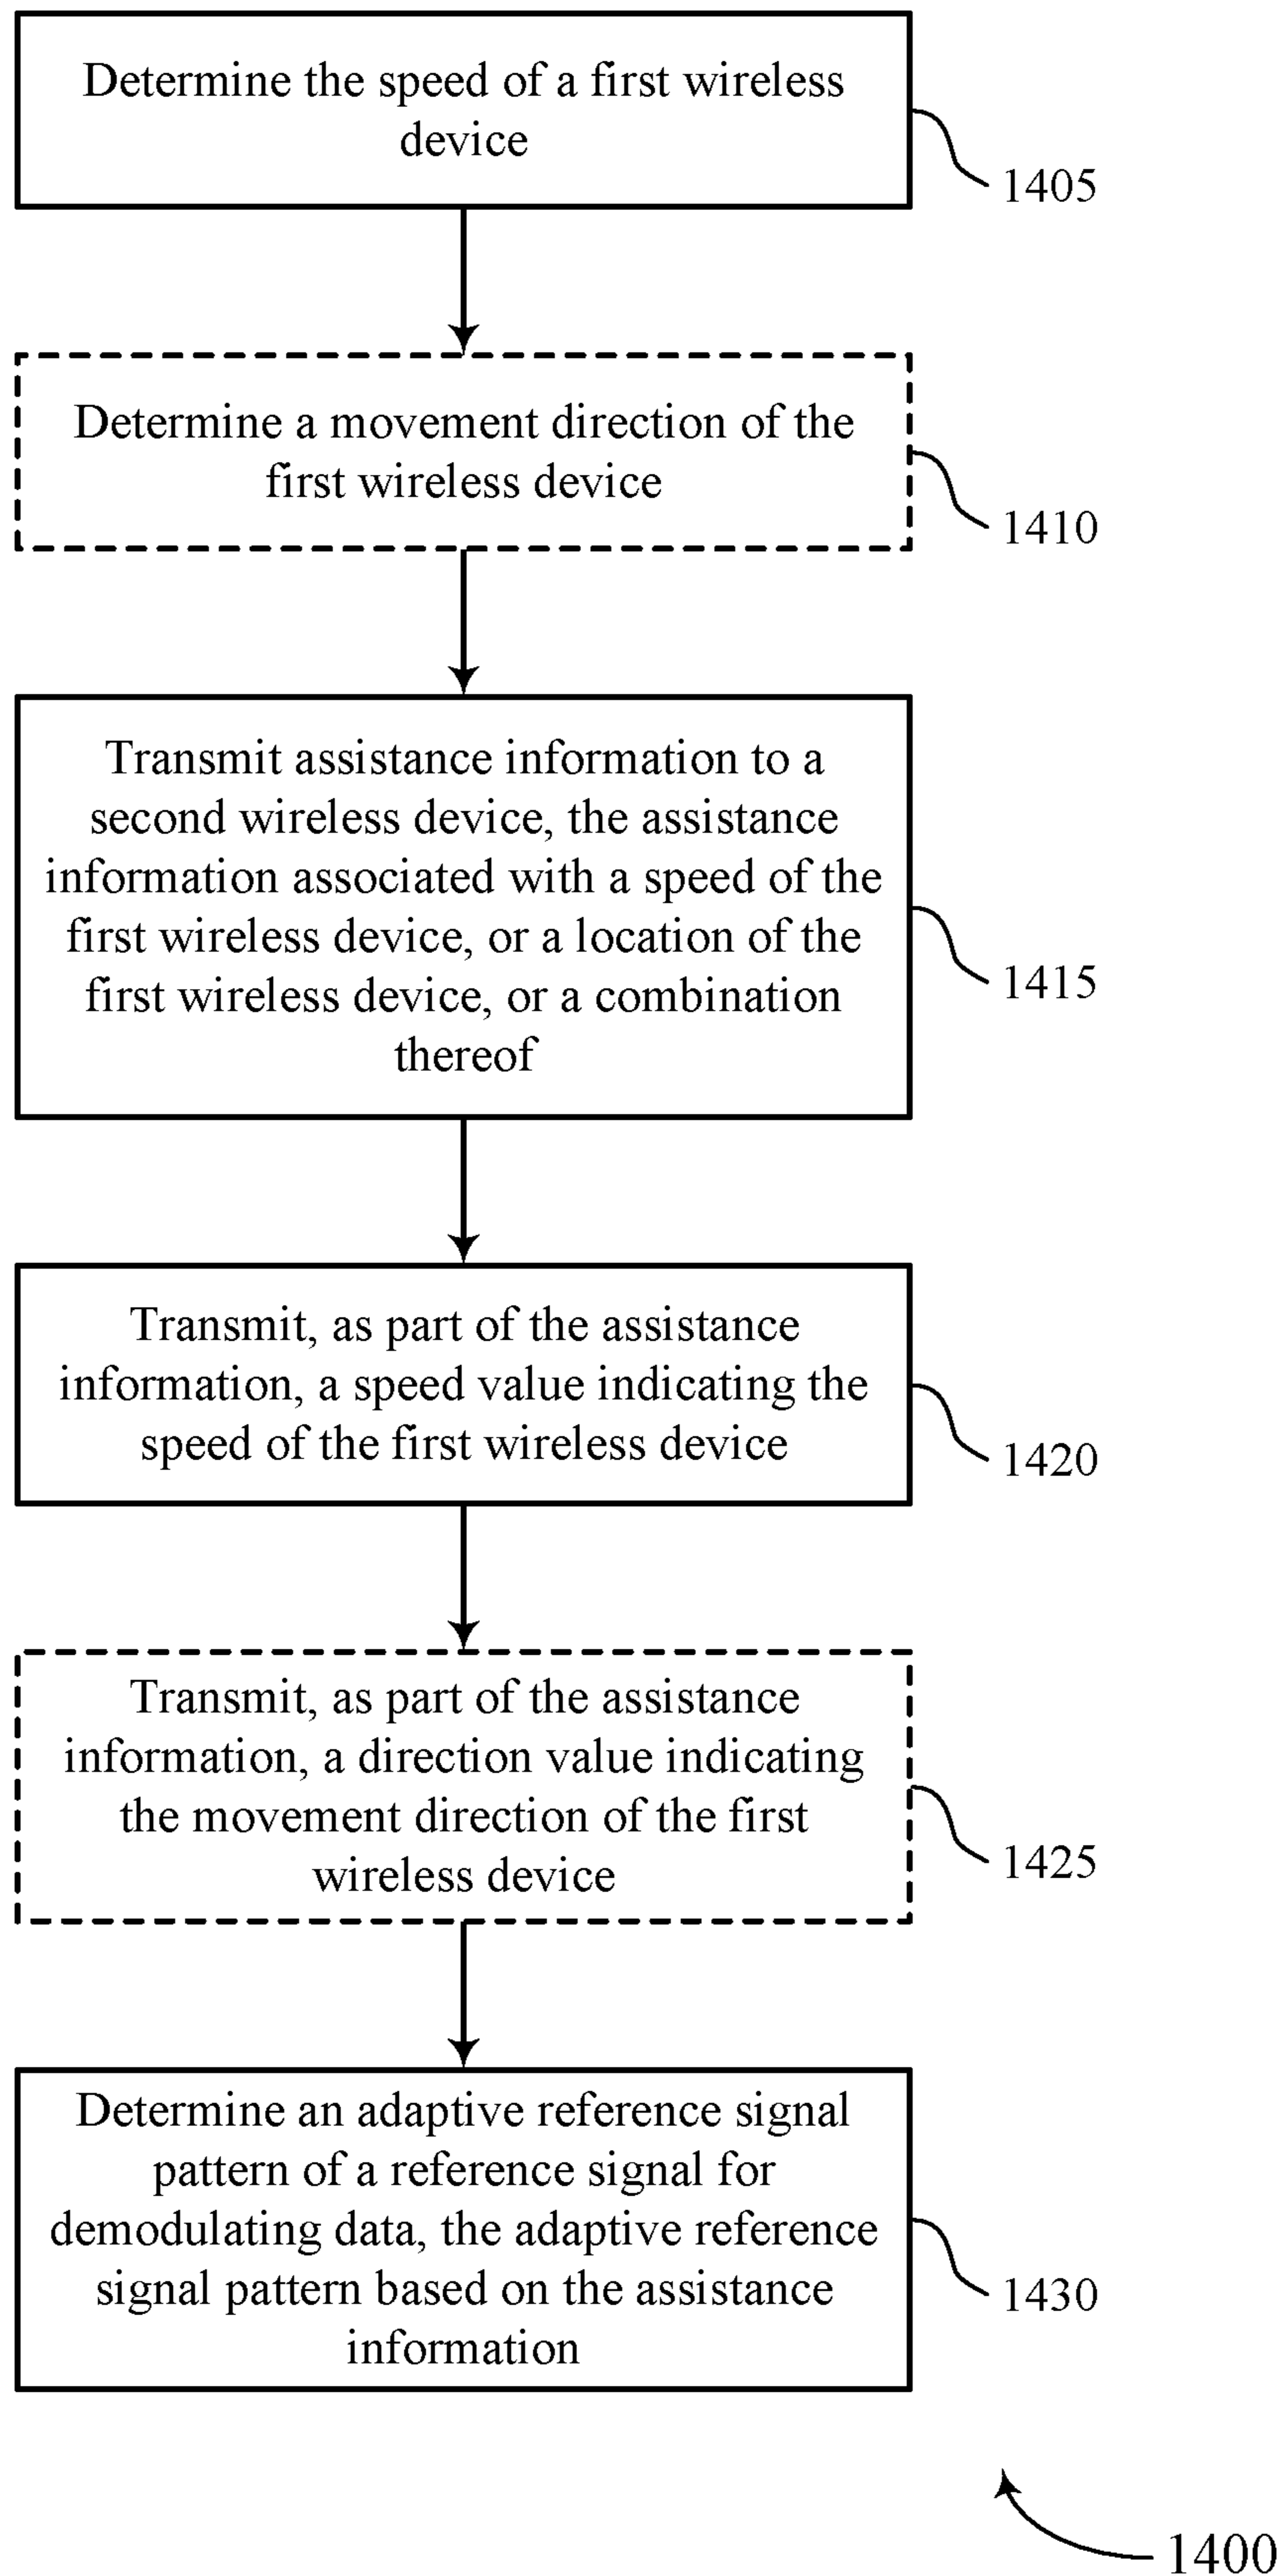 Determine the speed of a first wireless
device
1405
Determine a movement direction of the
first wireless device
1410
Transmit assistance information to a
second wireless device, the assistance
information associated with a speed of the
first wireless device, or a location of the
first wireless device, or a combination
thereof
1415
Transmit, as part of the assistance
information, a speed value indicating the
speed of the first wireless device
1420
Transmit, as part of the assistance
information, a direction value indicating
the movement direction of the first
wireless device
1425
Determine an adaptive reference signal
pattern of a reference signal for
demodulating data, the adaptive reference
signal pattern based on the assistance
information
1430
1400